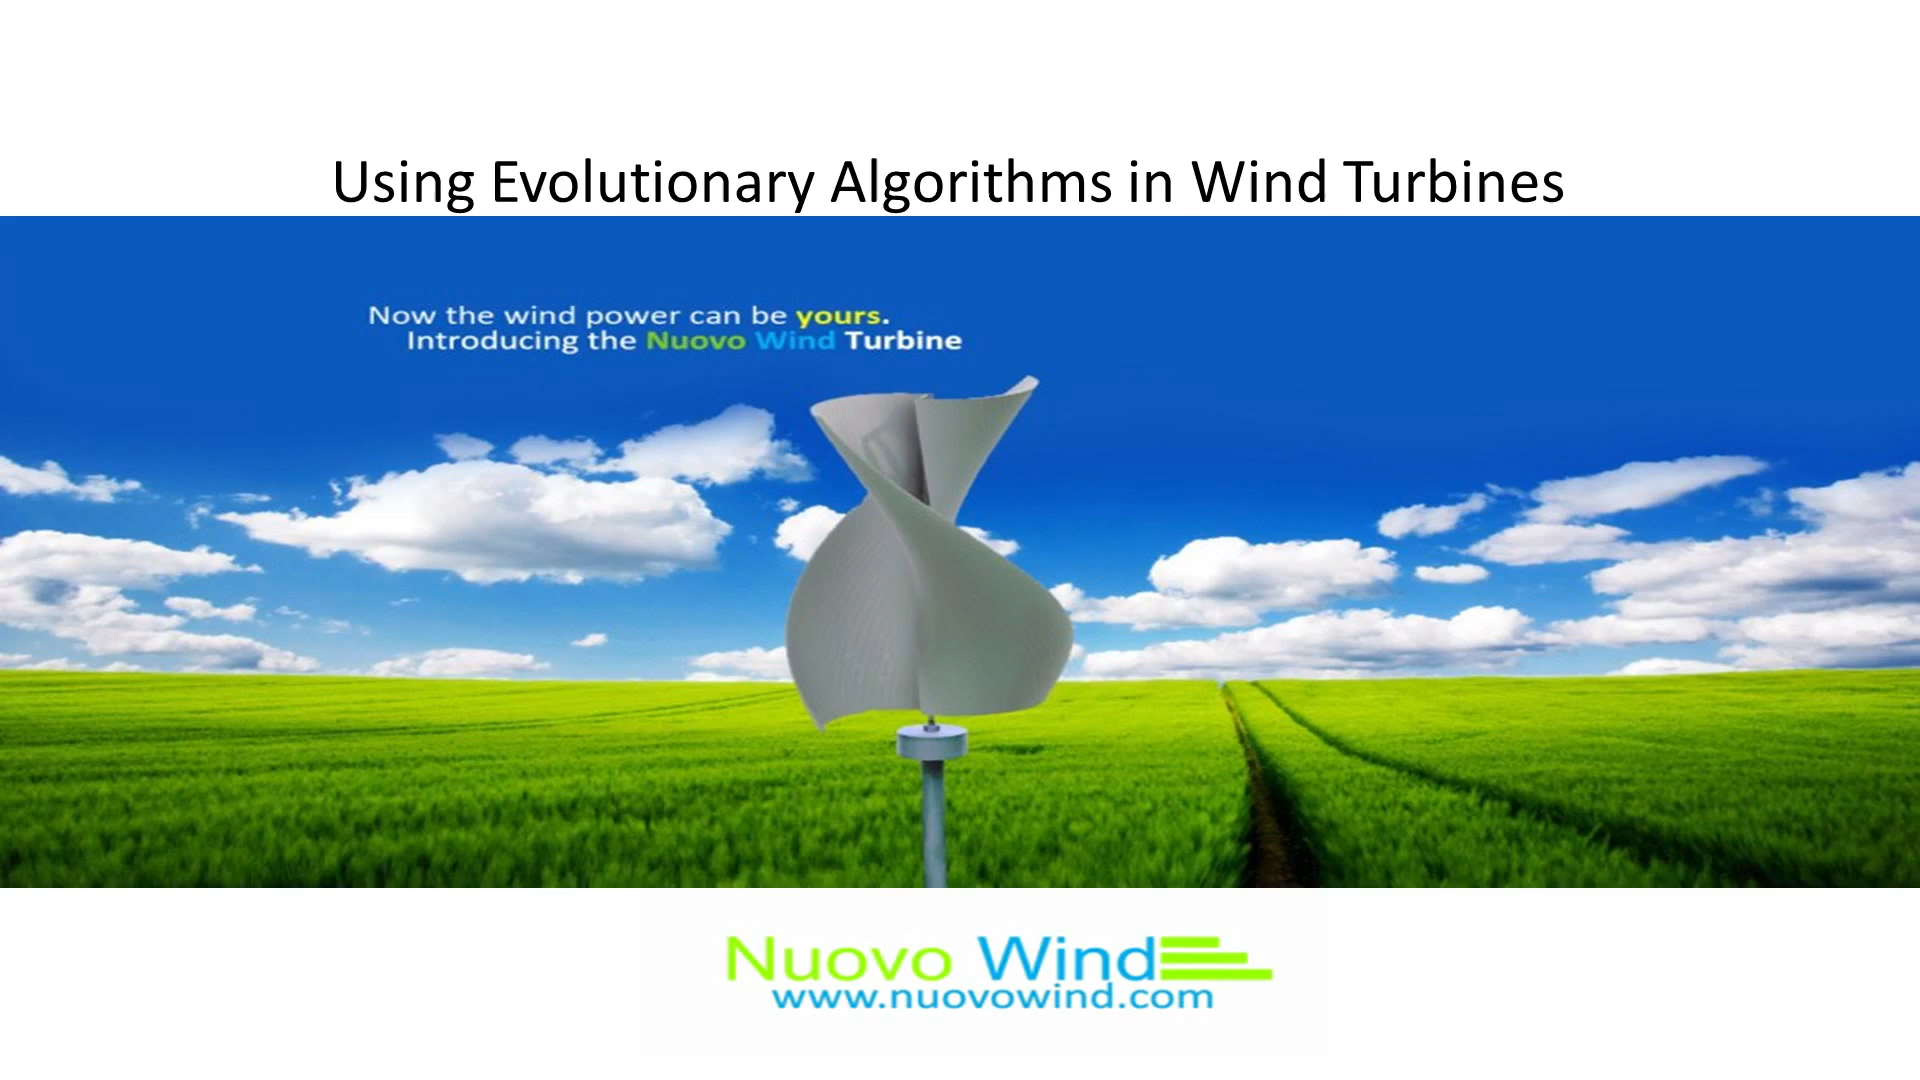 Using Evolutionary Algorithms in Wind Turbines
Now the wind power can be yours.
Introducing the Nuovo Wind Turbine
Nuovo Wind
www.nuovowind.com